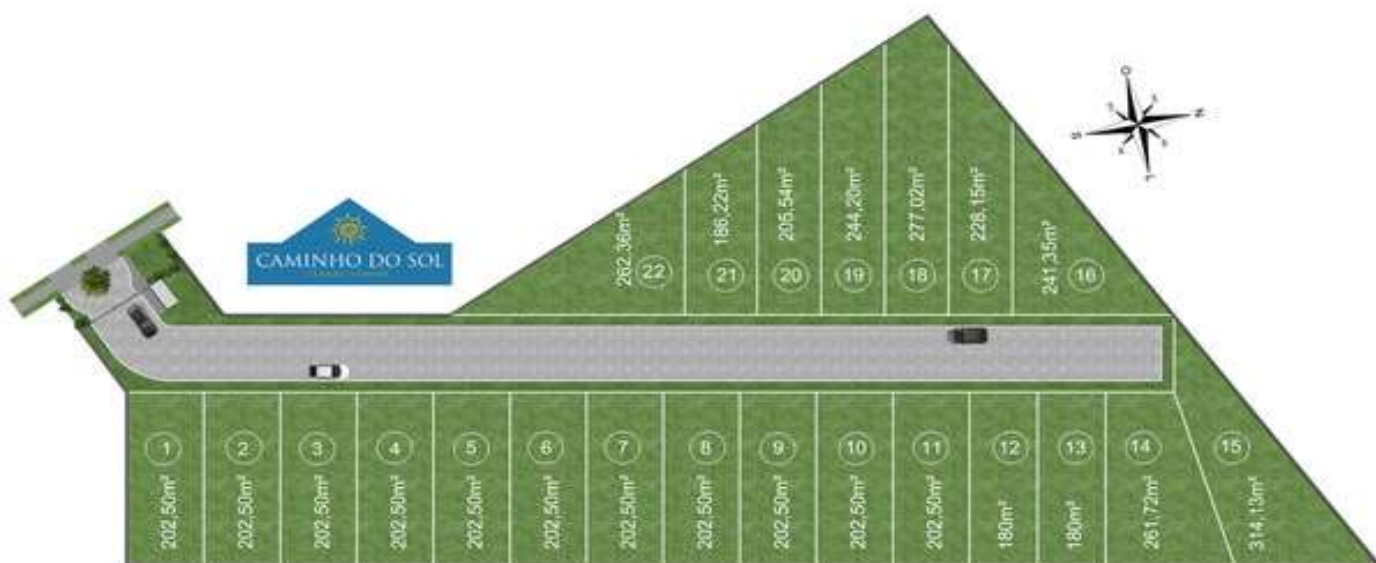 CAMINHO DO SOL
O
N
S
L
262,36m²
22
186,22m²
21
205,54m²
20
244,20m²
19
277,02m²
18
228,15m²
17
241,35m²
16
1
202,50m²
2
202,50m²
3
202,50m²
4
202,50m²
5
202,50m²
6
202,50m²
7
202,50m²
8
202,50m²
9
202,50m²
10
202,50m²
11
202,50m²
12
180m²
13
180m²
14
261,72m²
15
314,13m²